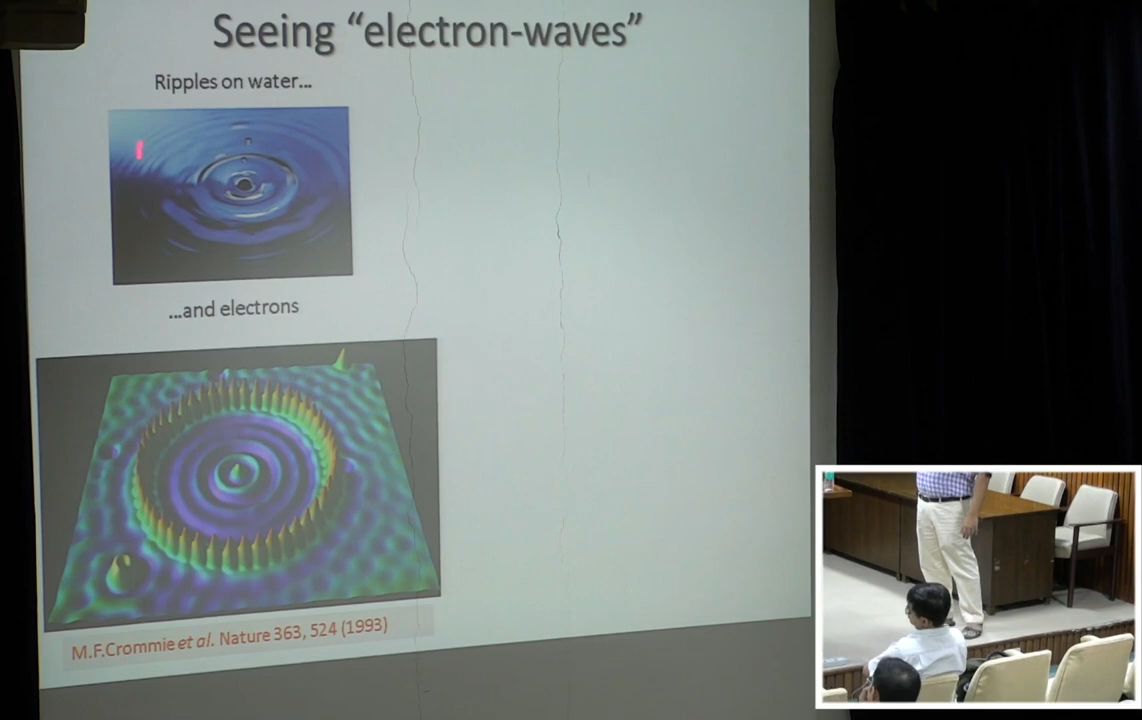 Seeing “electron-waves”
Ripples on water...
...and electrons
M.F.Crommie et al. Nature 363, 524 (1993)